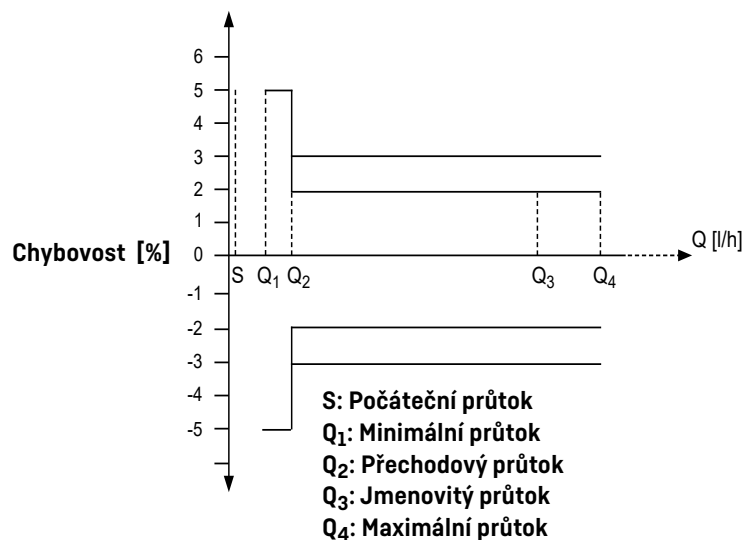 6
5
4
3
2
1
Chybovost [%]
0
Q [l/h]
S Q₁ Q₂ Q₃ Q₄
-1
-2
-3
-4
-5
S: Počáteční průtok
Q₁: Minimální průtok
Q₂: Přechodový průtok
Q₃: Jmenovitý průtok
Q₄: Maximální průtok